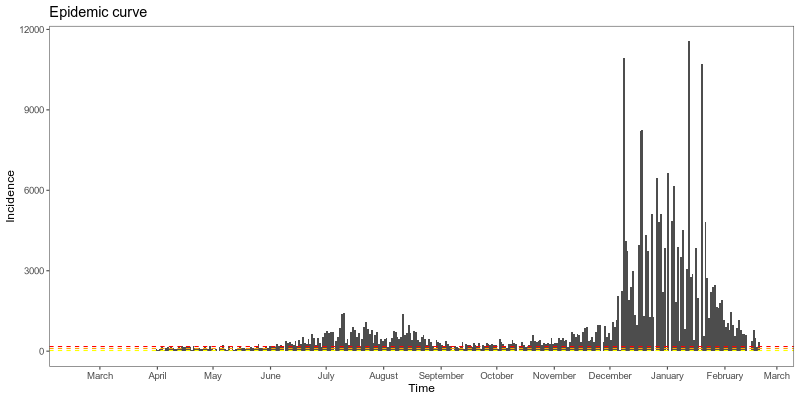 Epidemic curve
12000
9000
6000
3000
0
Incidence
March April May June July August September October November December January February March
Time